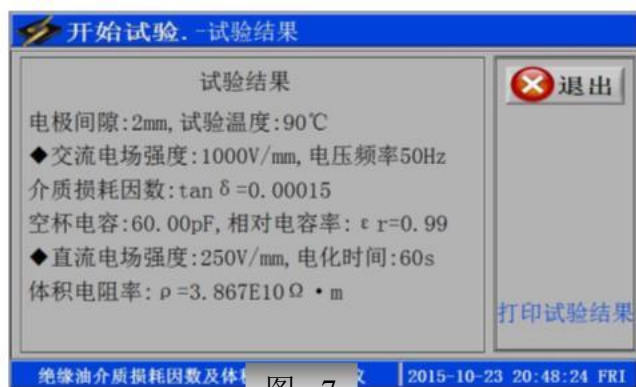 开始试验.-试验结果
试验结果
电极间隙:2mm,试验温度:90℃
◆交流电场强度:1000V/mm,电压频率50Hz
介质损耗因数:tanδ=0.00015
空杯电容:60.00pF,相对电容率:εr=0.99
◆直流电场强度:250V/mm,电化时间:60s
体积电阻率:ρ=3.867E10Ω·m
退出
打印试验结果
绝缘油介质损耗因数及体
图 7
2015-10-23 20:48:24 FRI